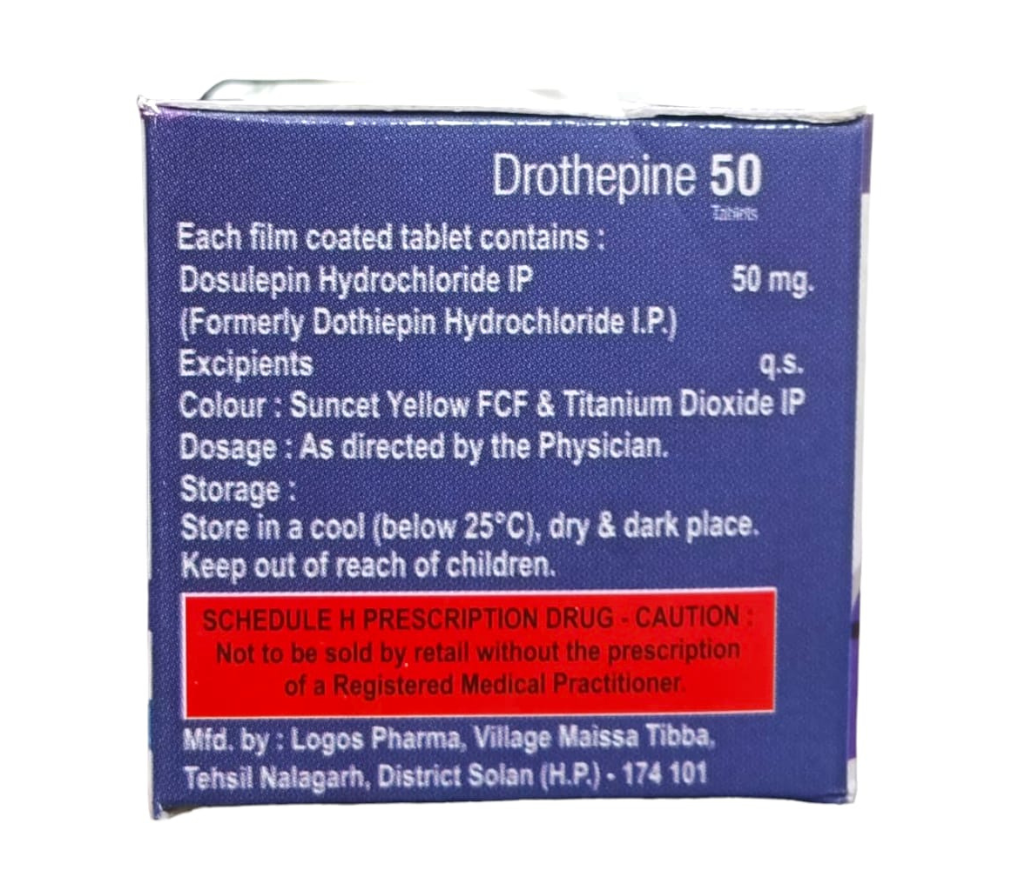 Drothepine 50
Tablets
Each film coated tablet contains :
Dosulepin Hydrochloride IP 50 mg.
(Formerly Dothiepin Hydrochloride I.P.)
Excipients q.s.
Colour : Suncet Yellow FCF & Titanium Dioxide IP
Dosage : As directed by the Physician.
Storage :
Store in a cool (below 25°C), dry & dark place.
Keep out of reach of children.
SCHEDULE H PRESCRIPTION DRUG - CAUTION :
Not to be sold by retail without the prescription
of a Registered Medical Practitioner.
Mfd. by : Logos Pharma, Village Maissa Tibba,
Tehsil Nalagarh, District Solan (H.P.) - 174 101